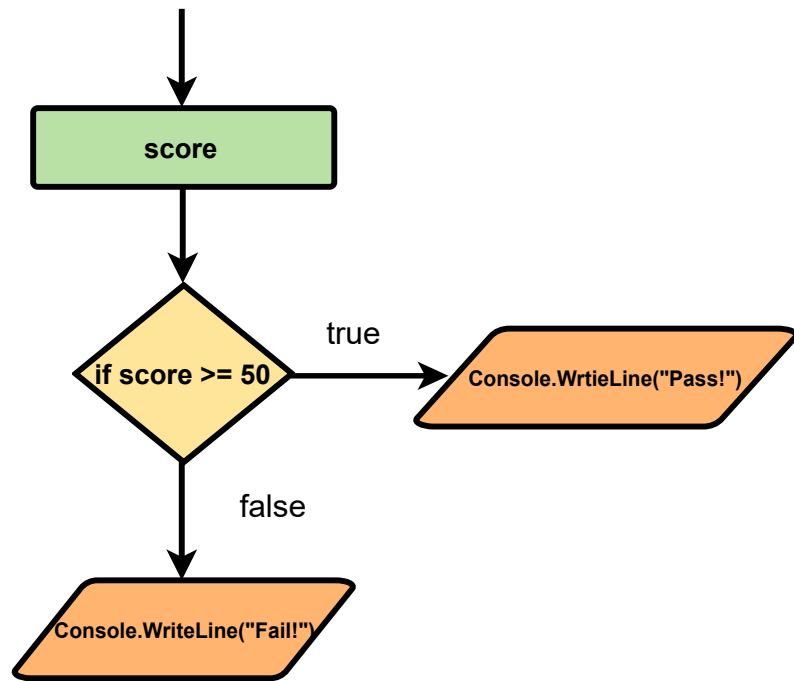 score
if score >= 50
true
Console.WrtieLine("Pass!")
false
Console.WriteLine("Fail!")